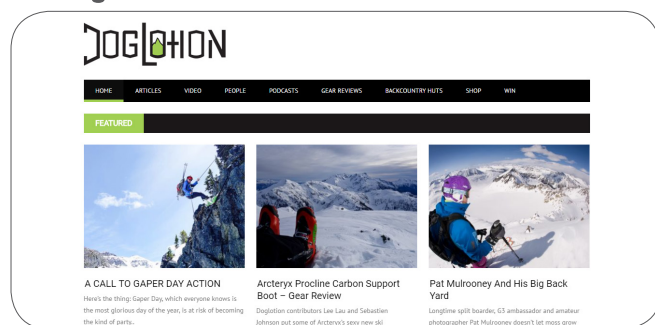 DOGLOTION
HOME ARTICLES VIDEO PEOPLE PODCASTS GEAR REVIEWS BACKCOUNTRY HUTS SHOP WIN
FEATURED
A CALL TO GAPER DAY ACTION
Here's the thing: Gaper Day, which everyone knows is
the most glorious day of the year, is at risk of becoming
the kind of party..
Arcteryx Procline Carbon Support
Boot – Gear Review
Doglotion contributors Lee Lau and Sebastien
Johnson put some of Arcteryx's sexy new ski
Pat Mulrooney And His Big Back
Yard
Longtime split boarder, G3 ambassador and amateur
photographer Pat Mulrooney doesn't let moss grow